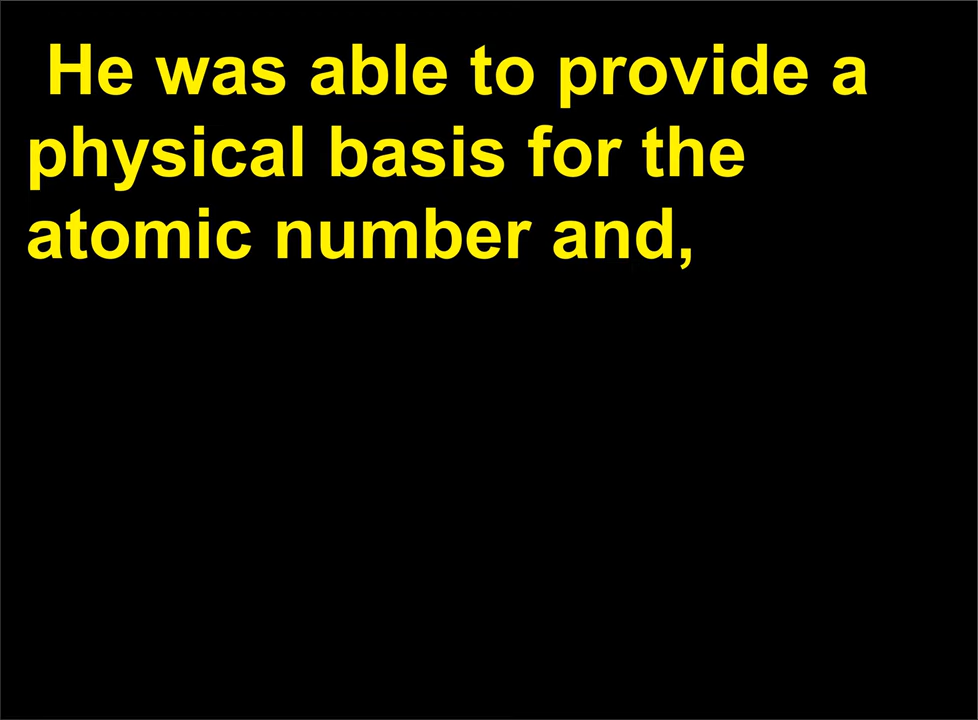 He was able to provide a
physical basis for the
atomic number and,